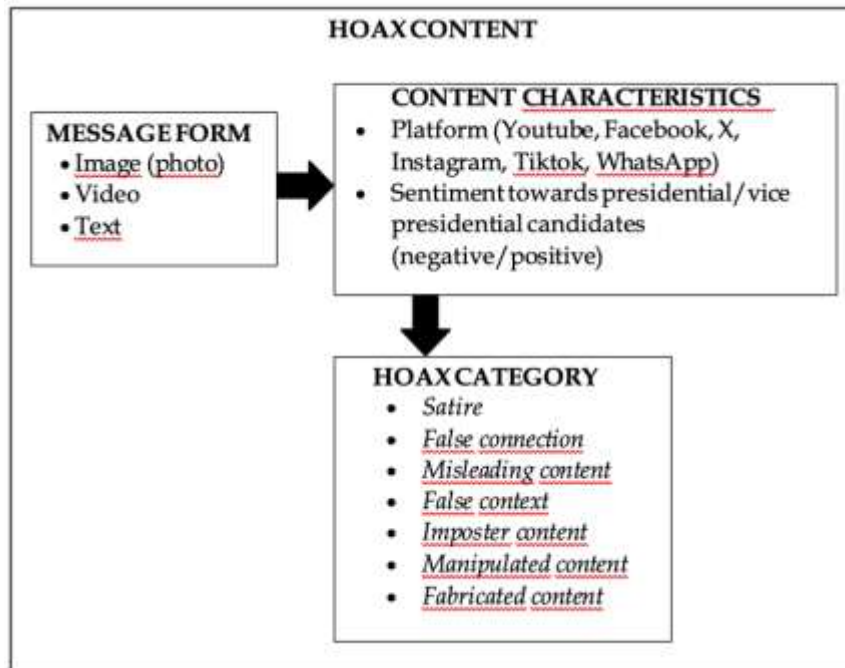 HOAX CONTENT
MESSAGE FORM
• Image (photo)
• Video
• Text
CONTENT CHARACTERISTICS
• Platform (Youtube, Facebook, X,
Instagram, Tiktok, WhatsApp)
• Sentiment towards presidential/vice
presidential candidates
(negative/positive)
HOAX CATEGORY
• Satire
• False connection
• Misleading content
• False context
• Imposter content
• Manipulated content
• Fabricated content